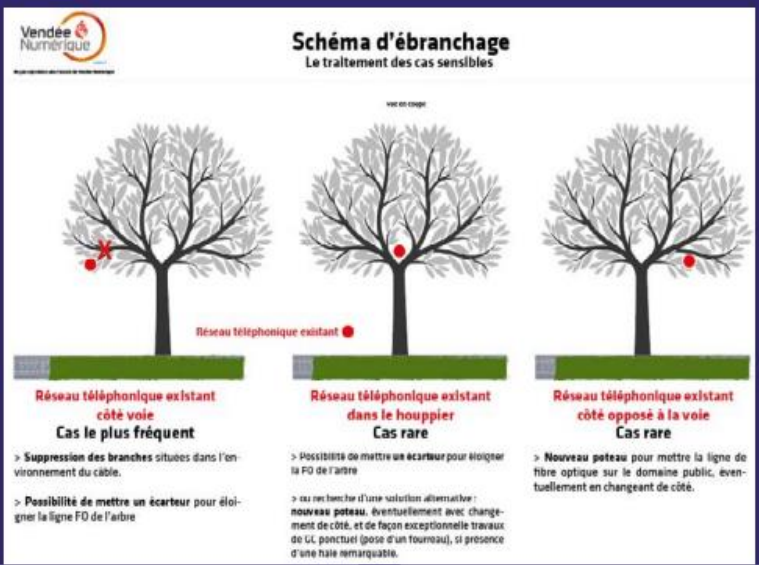 Vendée
Numérique
Schéma d'ébranchage
Le traitement des cas sensibles
vue en coupe
X
Réseau téléphonique existant
Réseau téléphonique existant
côté voie
Cas le plus fréquent
> Suppression des branches situées dans l'en-
vironnement du câble.
> Possibilité de mettre un écarteur pour éloi-
gner la ligne FO de l'arbre
Réseau téléphonique existant
dans le houppier
Cas rare
> Possibilité de mettre un écarteur pour éloigner
la FO de l'arbre
> ou recherche d'une solution alternative :
nouveau poteau, éventuellement avec change-
ment de côté, et de façon exceptionnelle travaux
de GC ponctuel (pose d'un fourreau), si présence
d'une haie remarquable.
Réseau téléphonique existant
côté opposé à la voie
Cas rare
> Nouveau poteau pour mettre la ligne de
fibre optique sur le domaine public, éven-
tuellement en changeant de côté.